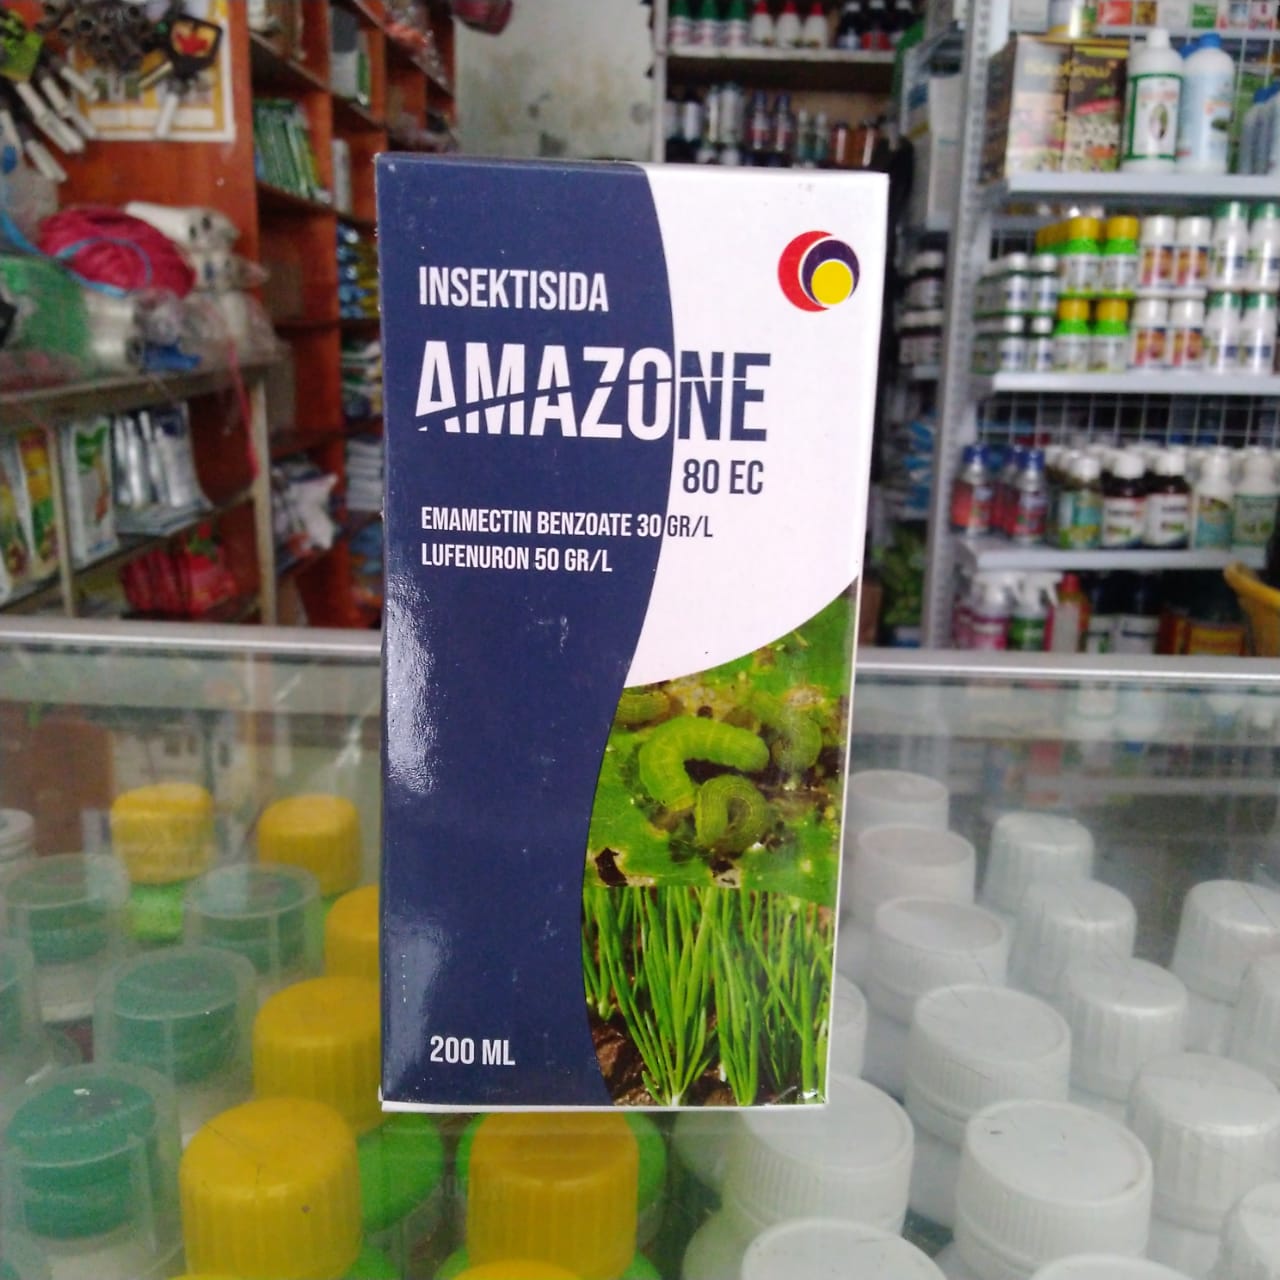 INSEKTISIDA
AMAZONE
80 EC
EMAMECTIN BENZOATE 30 GR/L
LUFENURON 50 GR/L
200 ML